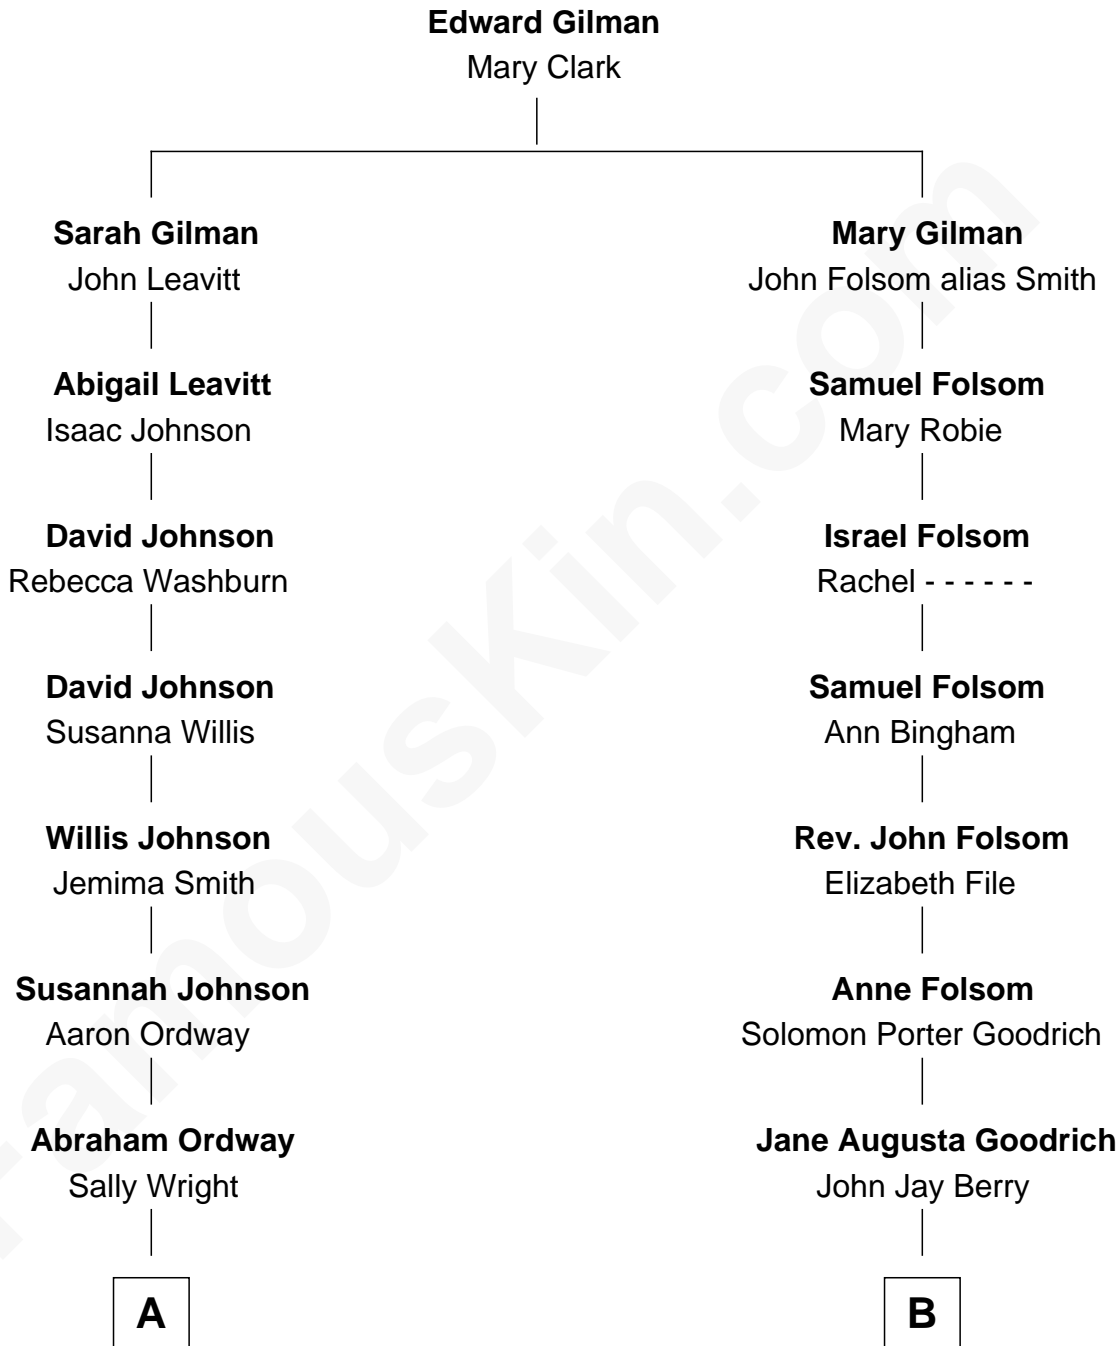 Edward Gilman
Mary Clark
Sarah Gilman
John Leavitt
Mary Gilman
John Folsom alias Smith
Abigail Leavitt
Isaac Johnson
Samuel Folsom
Mary Robie
David Johnson
Rebecca Washburn
Israel Folsom
Rachel - - - - - -
David Johnson
Susanna Willis
Samuel Folsom
Ann Bingham
Willis Johnson
Jemima Smith
Rev. John Folsom
Elizabeth File
Susannah Johnson
Aaron Ordway
Anne Folsom
Solomon Porter Goodrich
Abraham Ordway
Sally Wright
Jane Augusta Goodrich
John Jay Berry
A
B
FamousKin.com